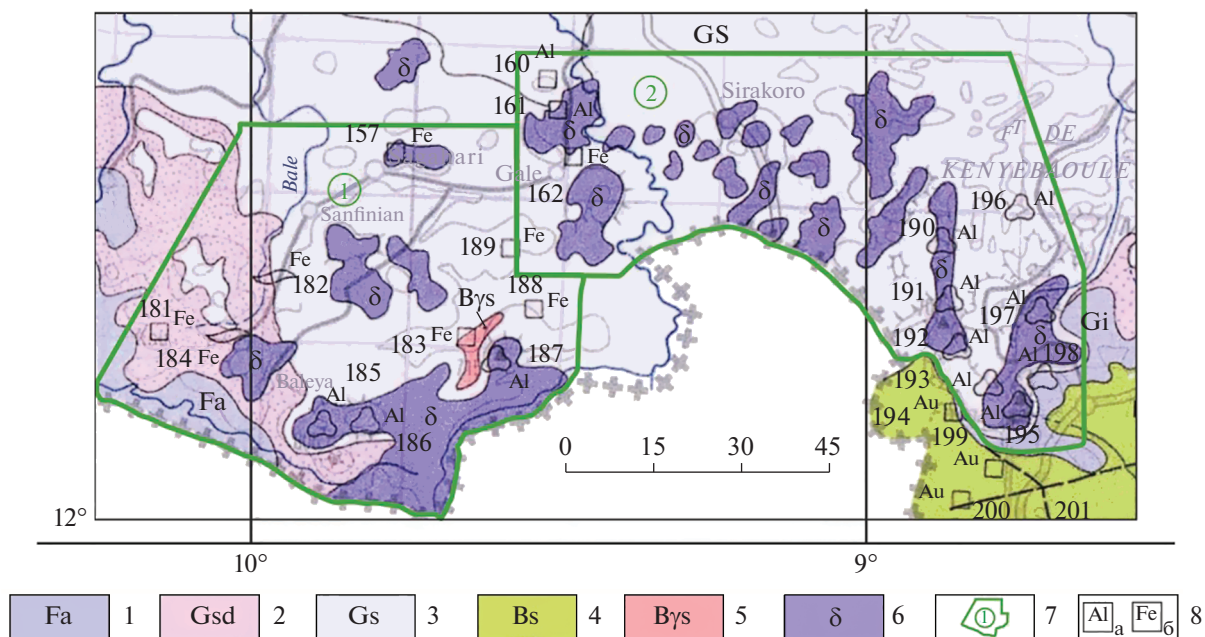 GS
160 Al
δ
161 Al
②
Sirakoro
δ
δ
δ
157 Fe
Fe
FT DE
KENYEBAOULE
Bale
①
Gale
162
δ
δ
196 Al
Sanfinian
δ
190 Al
189 Fe
Fe
182
δ
δ
188 Fe
Bγs
191 Al
Al
197
181
Fe
183 Fe
δ
Gi
184 Fe
δ
192 Al
Al 198
187
Al
Baleya
185
Al
Al
δ
193 Al
Fa
186
194 Au
Al
199
195
0 15 30 45
Au
Au
200 201
12°
10° 9°
Fa 1 Gsd 2 Gs 3 Bs 4 Bγs 5 δ 6 ① 7 Al а Fe б 8